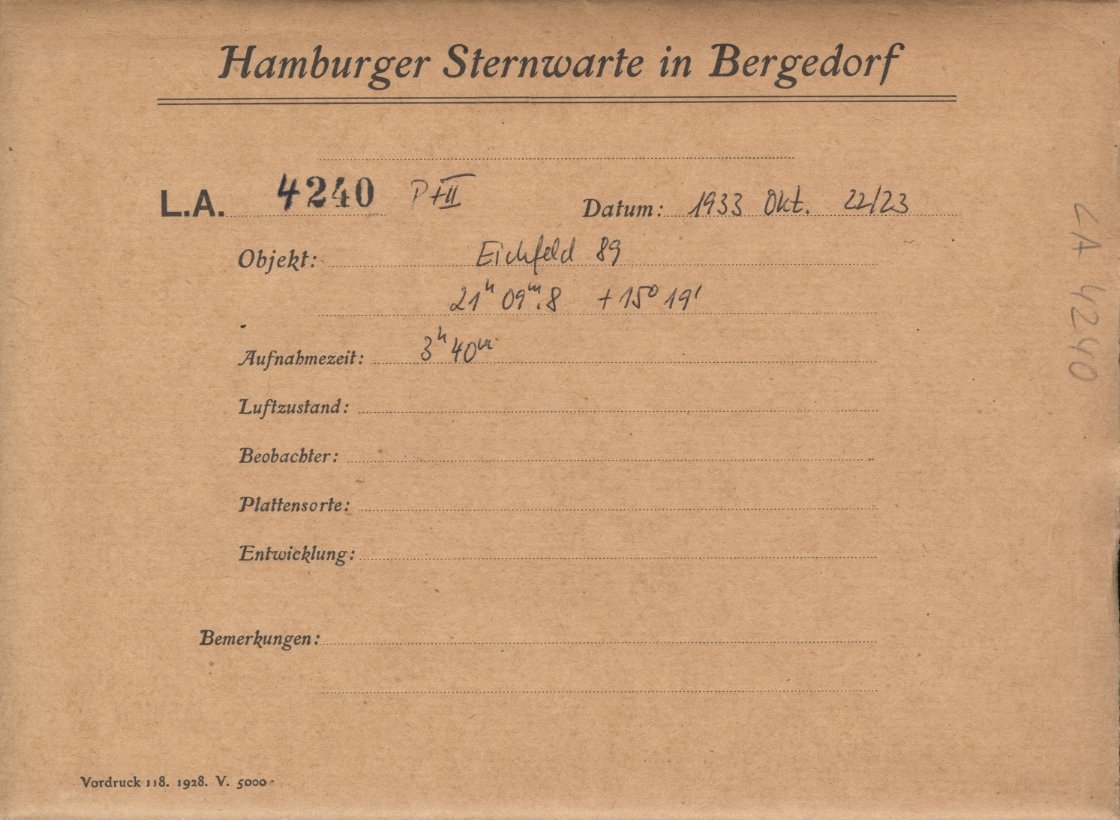 Hamburger Sternwarte in Bergedorf
L.A. 4240 P+II Datum: 1933 Okt. 22/23
Objekt: Eichfeld 89
21h 09m.8 +15° 19'
Aufnahmezeit: 3h 40m
Luftzustand:
Beobachter:
Plattensorte:
Entwicklung:
Bemerkungen:
Vordruck 118. 1928. V. 5000
LA 4240